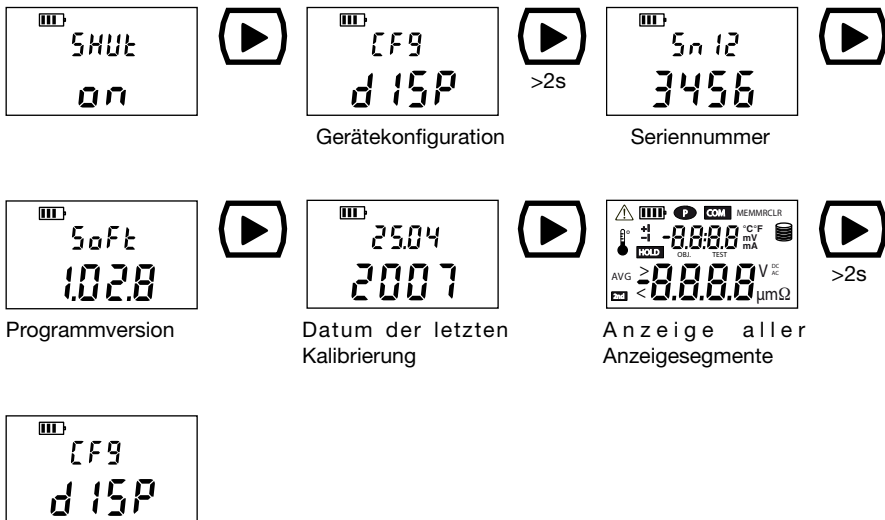 SHUt
on
CFg
dISP
>2s
Gerätekonfiguration
Sn 12
3456
Seriennummer
SoFt
1.02.8
Programmversion
25.04
2007
Datum der letzten
Kalibrierung
P COM MEMMRCLR
-8.8:8.8 °C°F
mV
mA
HOLD OBJ. TEST
AVG > -8.8.8.8 V DC
AC
2nd < µmΩ
Anzeige aller
Anzeigesegmente
>2s
CFg
dISP